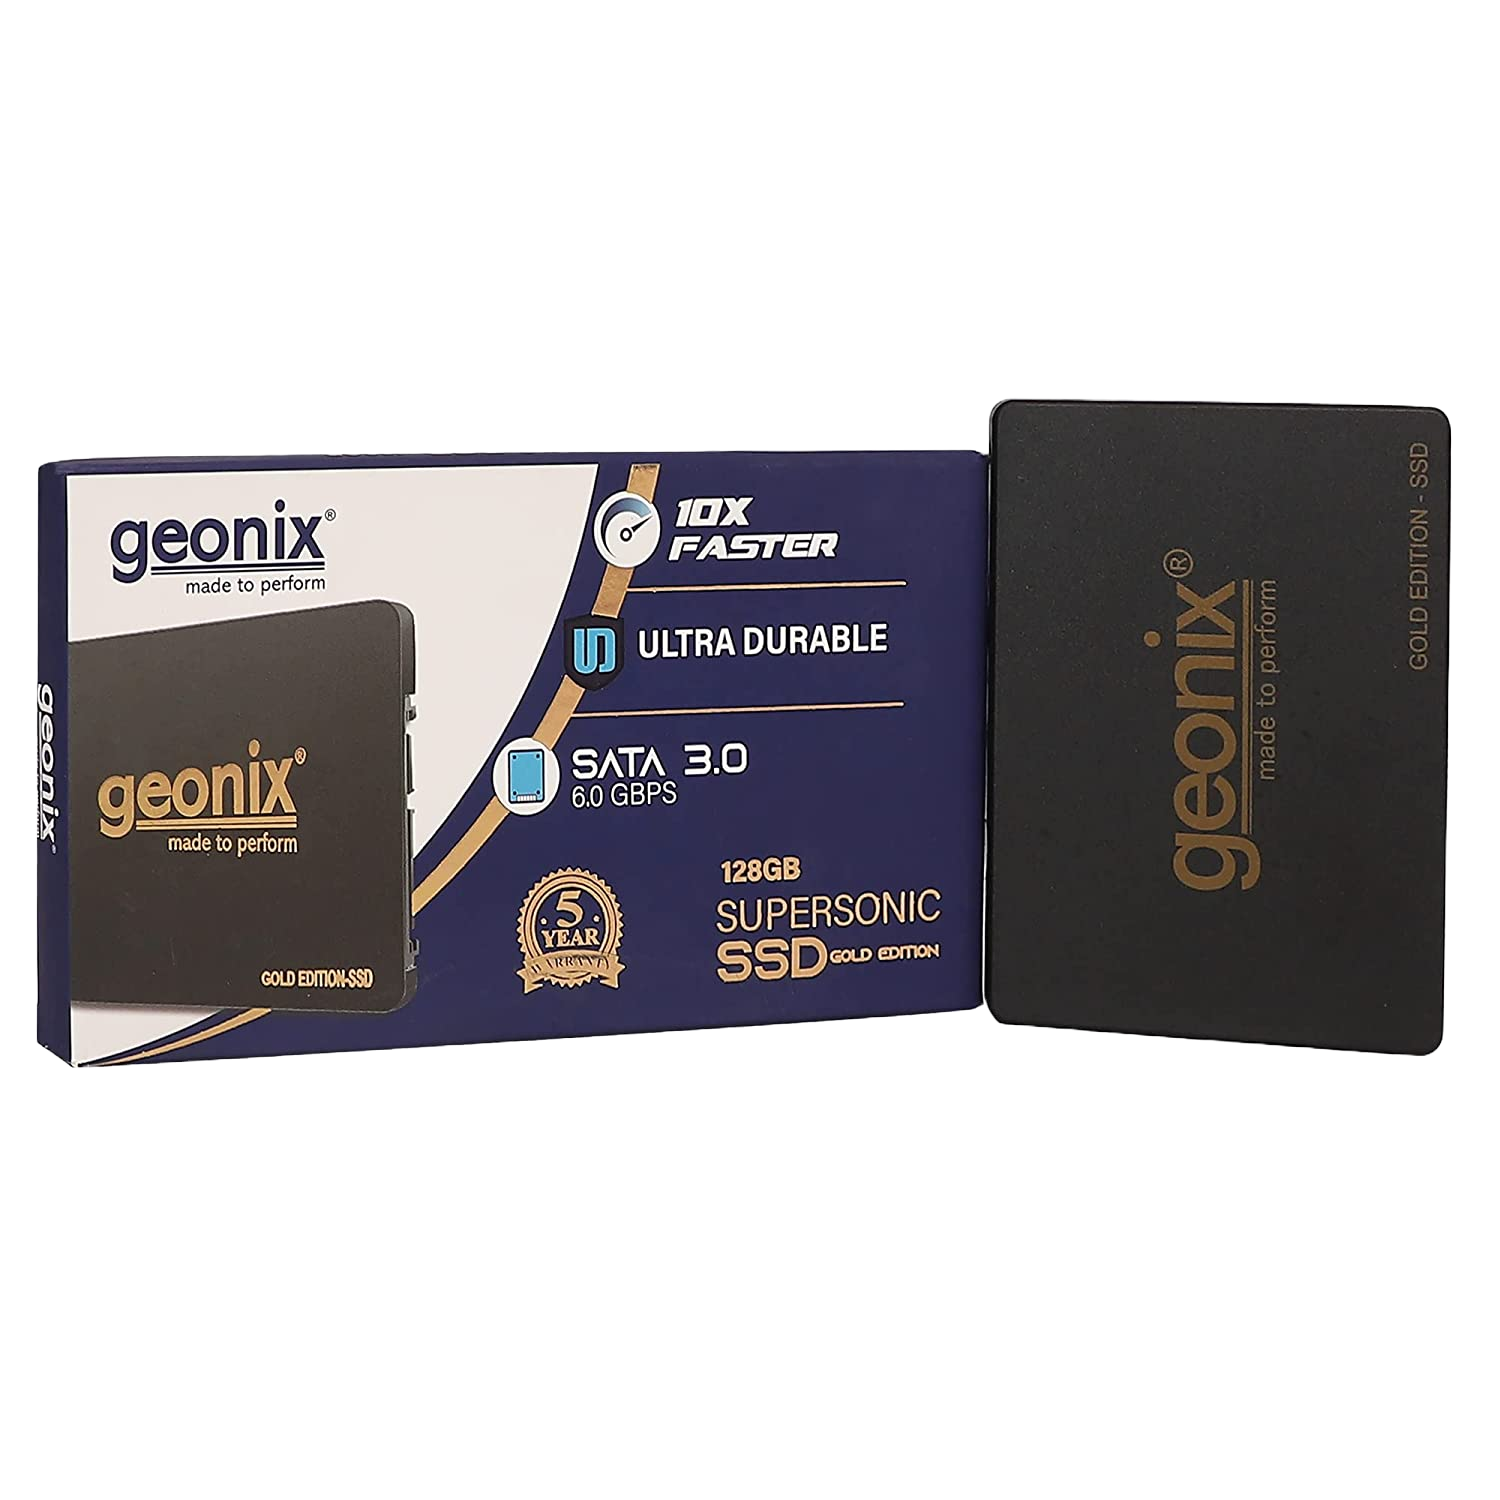 geonix®
made to perform
geonix®
made to perform
GOLD EDITION-SSD
geonix®
10X
FASTER
UD
ULTRA DURABLE
SATA 3.0
6.0 GBPS
5
YEAR
WARRANTY
128GB
SUPERSONIC
SSD GOLD EDITION
geonix®
made to perform
GOLD EDITION - SSD